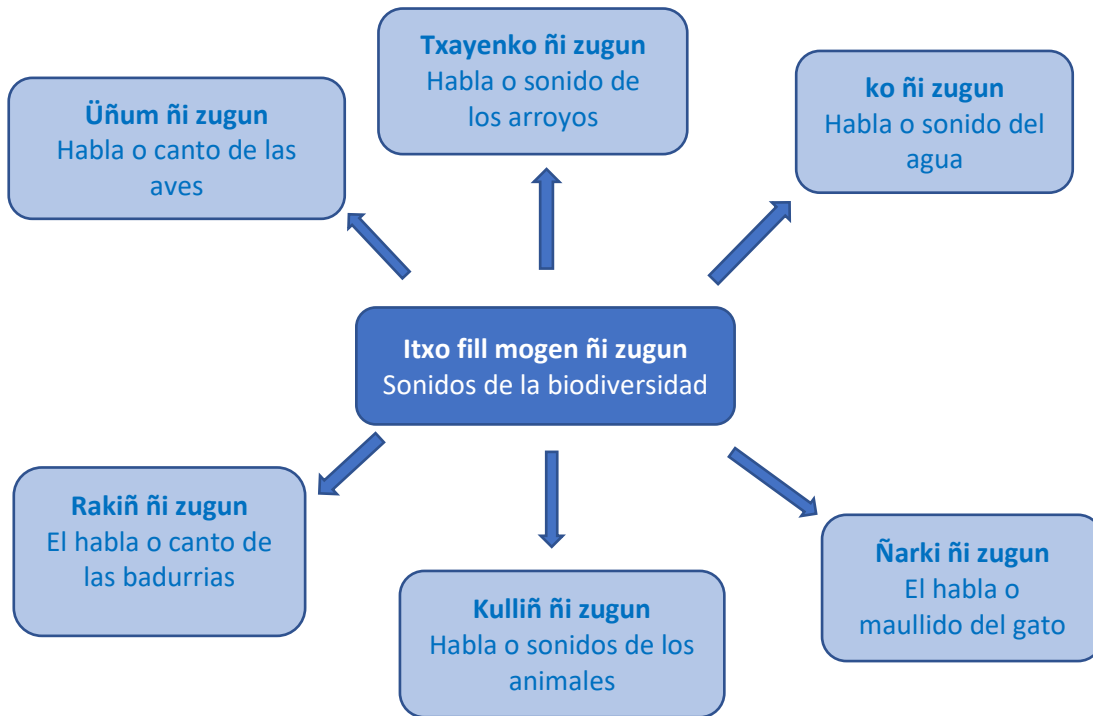 Txayenko ñi zugun
Habla o sonido de
los arroyos
Üñum ñi zugun
Habla o canto de las
aves
ko ñi zugun
Habla o sonido del
agua
Itxo fill mogen ñi zugun
Sonidos de la biodiversidad
Rakiñ ñi zugun
El habla o canto de
las badurrias
Kulliñ ñi zugun
Habla o sonidos de los
animales
Ñarki ñi zugun
El habla o
maullido del gato